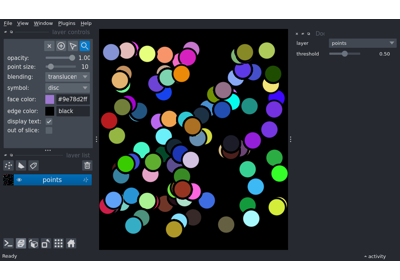 File View Window Plugins Help
layer controls
opacity: 1.00
point size: 10
blending: translucen
symbol: disc
face color: #9e78d2ff
edge color: black
display text:
out of slice:
layer list
points
layer points
threshold 0.50
Ready
activity